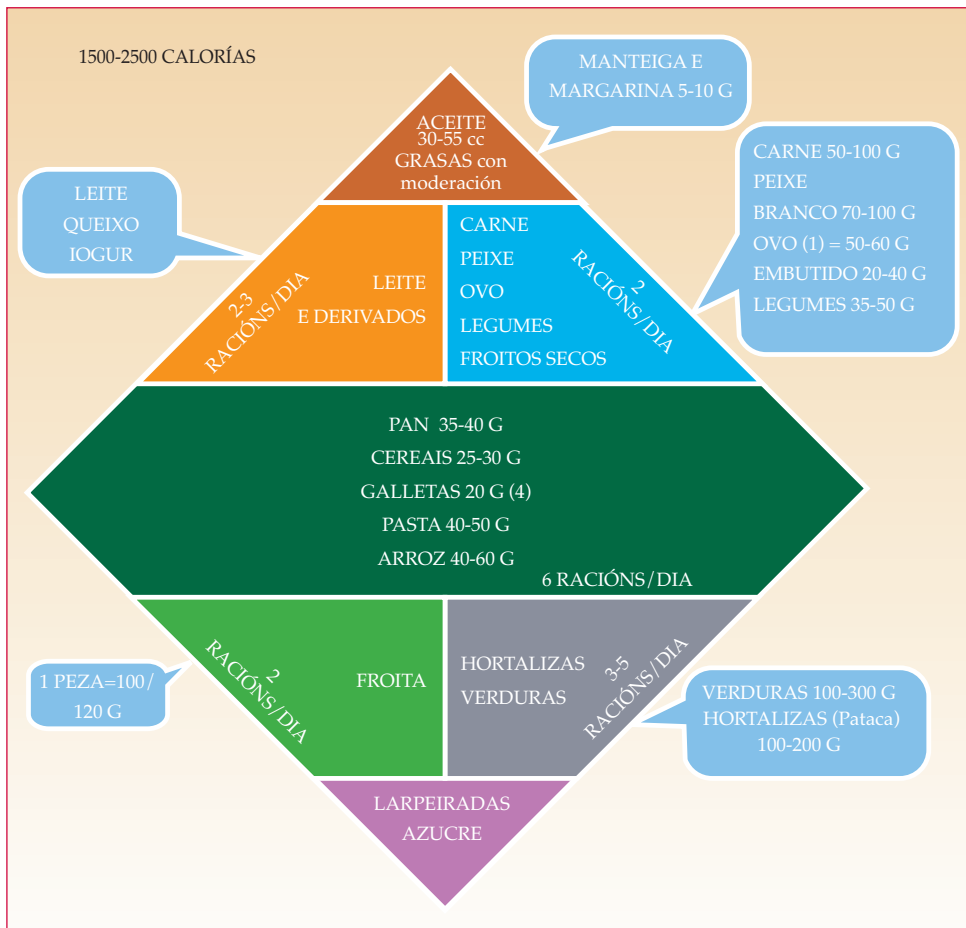 1500-2500 CALORÍAS
MANTEIGA E
MARGARINA 5-10 G
ACEITE
30-55 cc
GRASAS con
moderación
LEITE
QUEIXO
IOGUR
2-3
RACIÓNS/DIA
LEITE
E DERIVADOS
CARNE
PEIXE
OVO
LEGUMES
FROITOS SECOS
2
RACIÓNS/DIA
CARNE 50-100 G
PEIXE
BRANCO 70-100 G
OVO (1) = 50-60 G
EMBUTIDO 20-40 G
LEGUMES 35-50 G
PAN 35-40 G
CEREAIS 25-30 G
GALLETAS 20 G (4)
PASTA 40-50 G
ARROZ 40-60 G
6 RACIÓNS/DIA
1 PEZA=100/
120 G
2
RACIÓNS/DIA
FROITA
HORTALIZAS
VERDURAS
3-5
RACIÓNS/DIA
VERDURAS 100-300 G
HORTALIZAS (Pataca)
100-200 G
LARPEIRADAS
AZUCRE